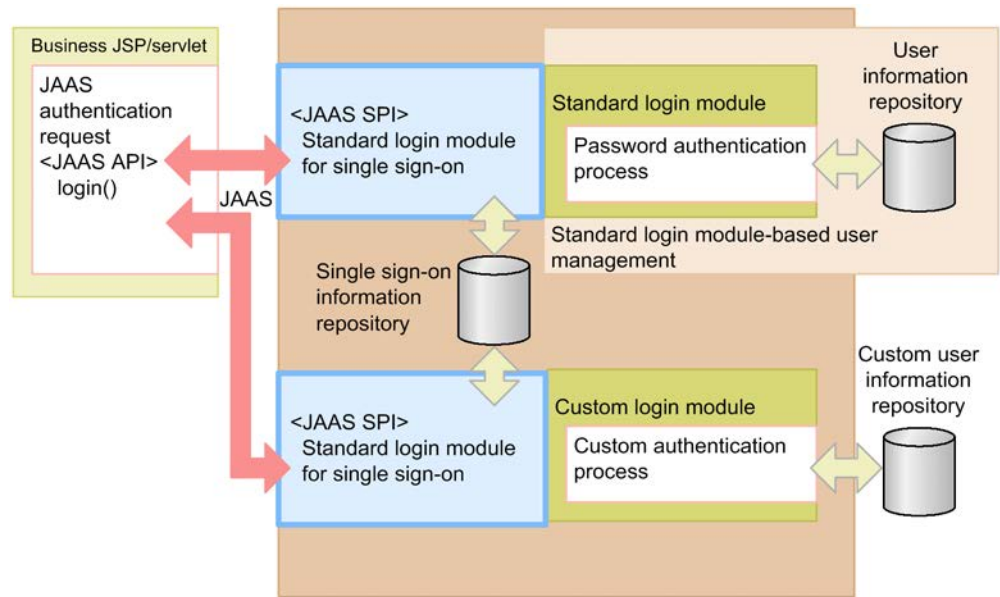 Business JSP/servlet
JAAS
authentication
request
<JAAS API>
login()
JAAS
<JAAS SPI>
Standard login module
for single sign-on
Standard login module
Password authentication
process
User
information
repository
Standard login module-based user
management
Single sign-on
information
repository
<JAAS SPI>
Standard login module
for single sign-on
Custom login module
Custom authentication
process
Custom user
information
repository